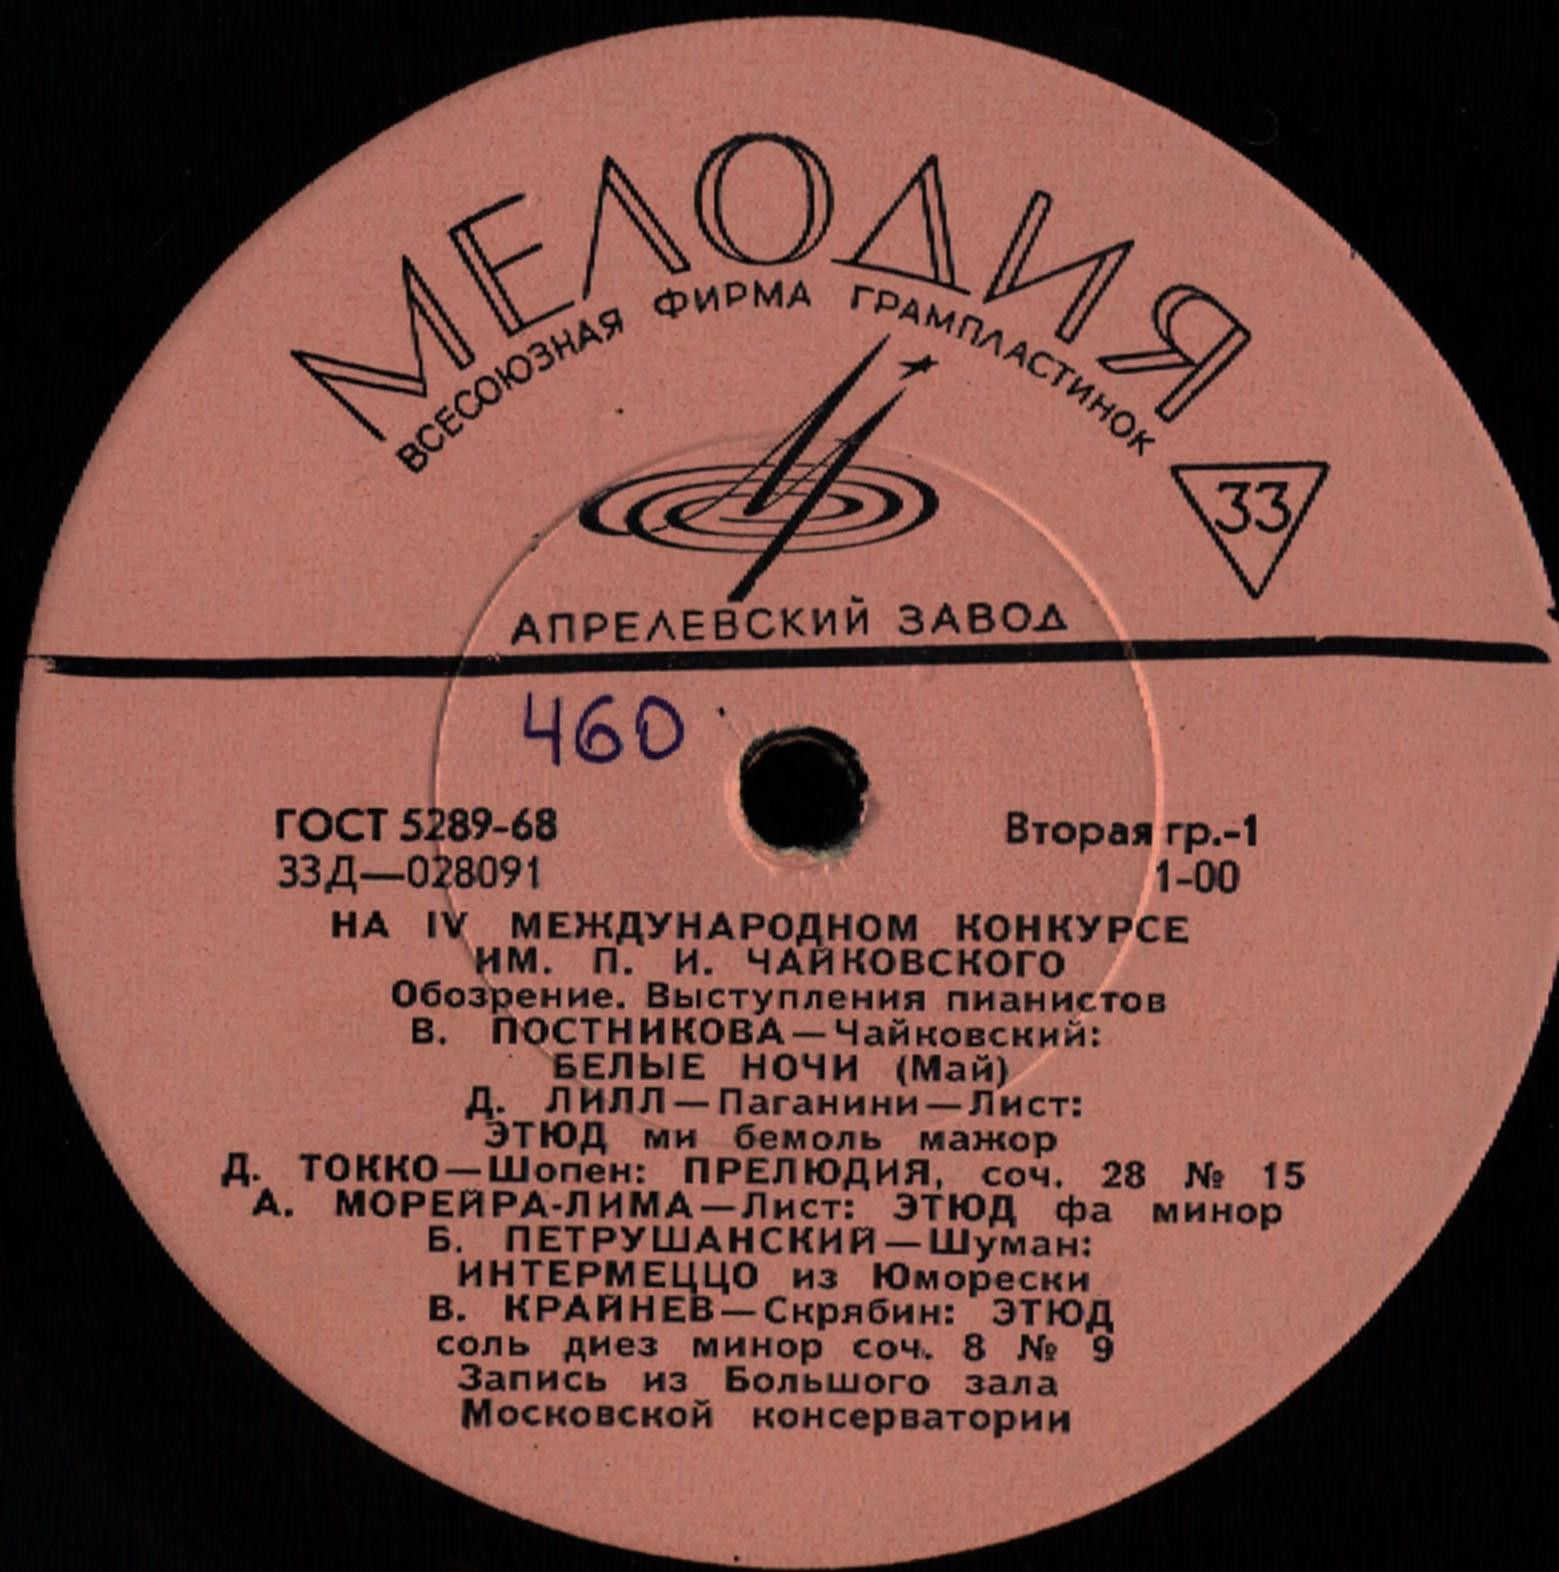 МЕЛОДИЯ
ВСЕСОЮЗНАЯ ФИРМА ГРАМПЛАСТИНОК
33
АПРЕЛЕВСКИЙ ЗАВОД
460
ГОСТ 5289-68 Вторая гр.-1
33Д—028091 1-00
НА IV МЕЖДУНАРОДНОМ КОНКУРСЕ
ИМ. П. И. ЧАЙКОВСКОГО
Обозрение. Выступления пианистов
В. ПОСТНИКОВА—Чайковский:
БЕЛЫЕ НОЧИ (Май)
Д. ЛИЛЛ—Паганини—Лист:
ЭТЮД ми бемоль мажор
Д. ТОККО—Шопен: ПРЕЛЮДИЯ, соч. 28 № 15
А. МОРЕЙРА-ЛИМА—Лист: ЭТЮД фа минор
Б. ПЕТРУШАНСКИЙ—Шуман:
ИНТЕРМЕЦЦО из Юморески
В. КРАЙНЕВ—Скрябин: ЭТЮД
соль диез минор соч. 8 № 9
Запись из Большого зала
Московской консерватории